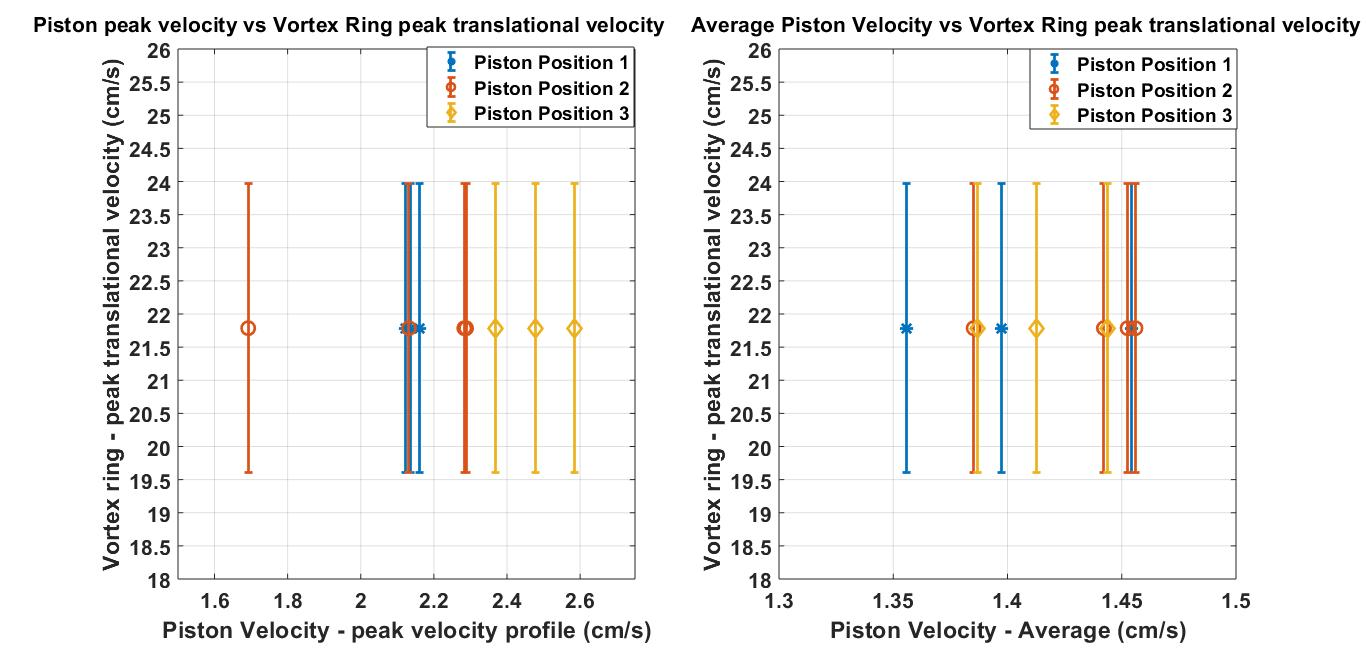 Piston peak velocity vs Vortex Ring peak translational velocity
Vortex ring - peak translational velocity (cm/s)
26
25.5
25
24.5
24
23.5
23
22.5
22
21.5
21
20.5
20
19.5
19
18.5
18
Piston Position 1
Piston Position 2
Piston Position 3
1.6 1.8 2 2.2 2.4 2.6
Piston Velocity - peak velocity profile (cm/s)
Average Piston Velocity vs Vortex Ring peak translational velocity
Vortex ring - peak translational velocity (cm/s)
26
25.5
25
24.5
24
23.5
23
22.5
22
21.5
21
20.5
20
19.5
19
18.5
18
Piston Position 1
Piston Position 2
Piston Position 3
1.3 1.35 1.4 1.45 1.5
Piston Velocity - Average (cm/s)